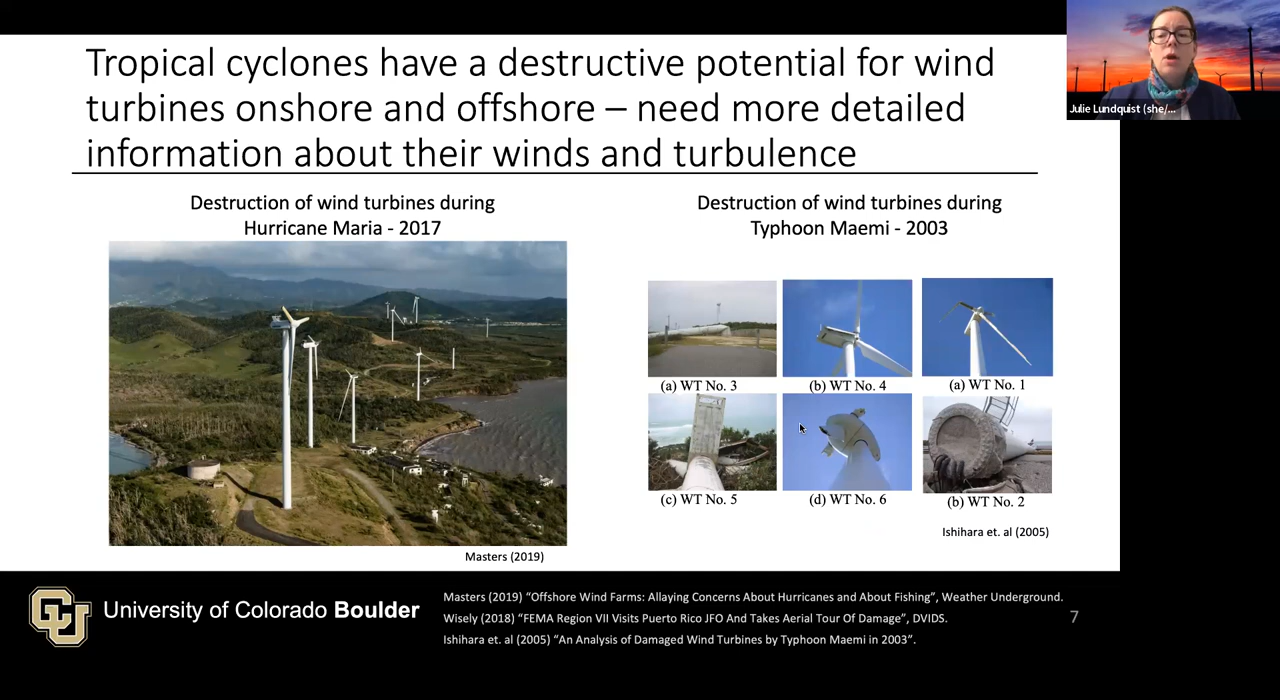 Tropical cyclones have a destructive potential for wind
turbines onshore and offshore – need more detailed
information about their winds and turbulence
Julie Lundquist (she/...
Destruction of wind turbines during
Hurricane Maria - 2017
Destruction of wind turbines during
Typhoon Maemi - 2003
(a) WT No. 3
(b) WT No. 4
(a) WT No. 1
(c) WT No. 5
(d) WT No. 6
(b) WT No. 2
Masters (2019)
Ishihara et. al (2005)
CU
University of Colorado Boulder
Masters (2019) “Offshore Wind Farms: Allaying Concerns About Hurricanes and About Fishing”, Weather Underground.
Wisely (2018) “FEMA Region VII Visits Puerto Rico JFO And Takes Aerial Tour Of Damage”, DVIDS.
Ishihara et. al (2005) “An Analysis of Damaged Wind Turbines by Typhoon Maemi in 2003”.
7